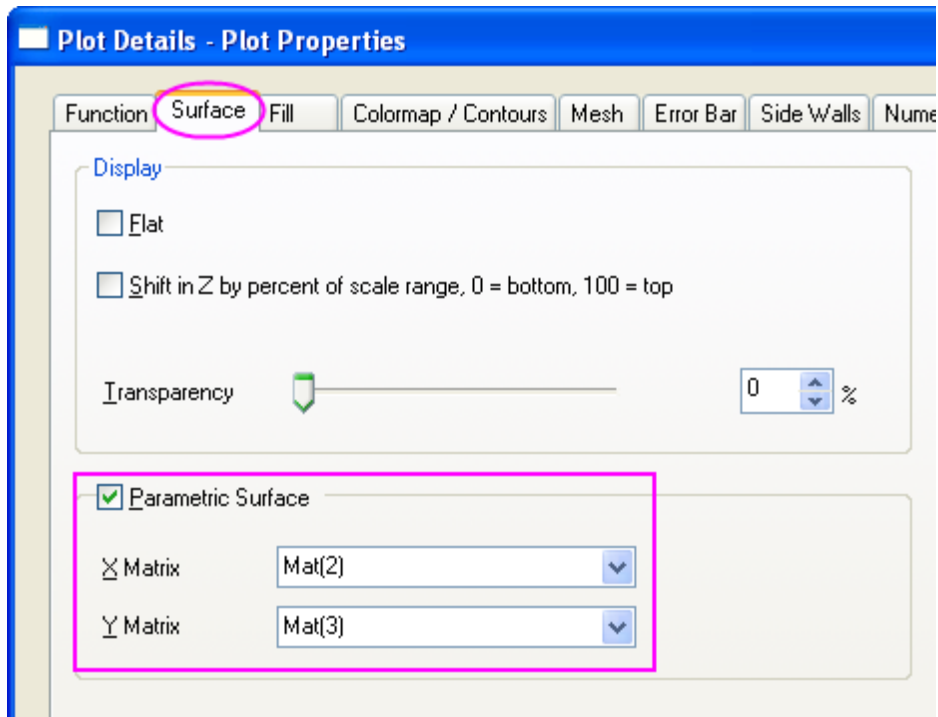 Plot Details - Plot Properties
Function Surface Fill Colormap / Contours Mesh Error Bar Side Walls Nume
Display
Flat
Shift in Z by percent of scale range, 0 = bottom, 100 = top
Transparency 0 %
Parametric Surface
X Matrix Mat(2)
Y Matrix Mat(3)